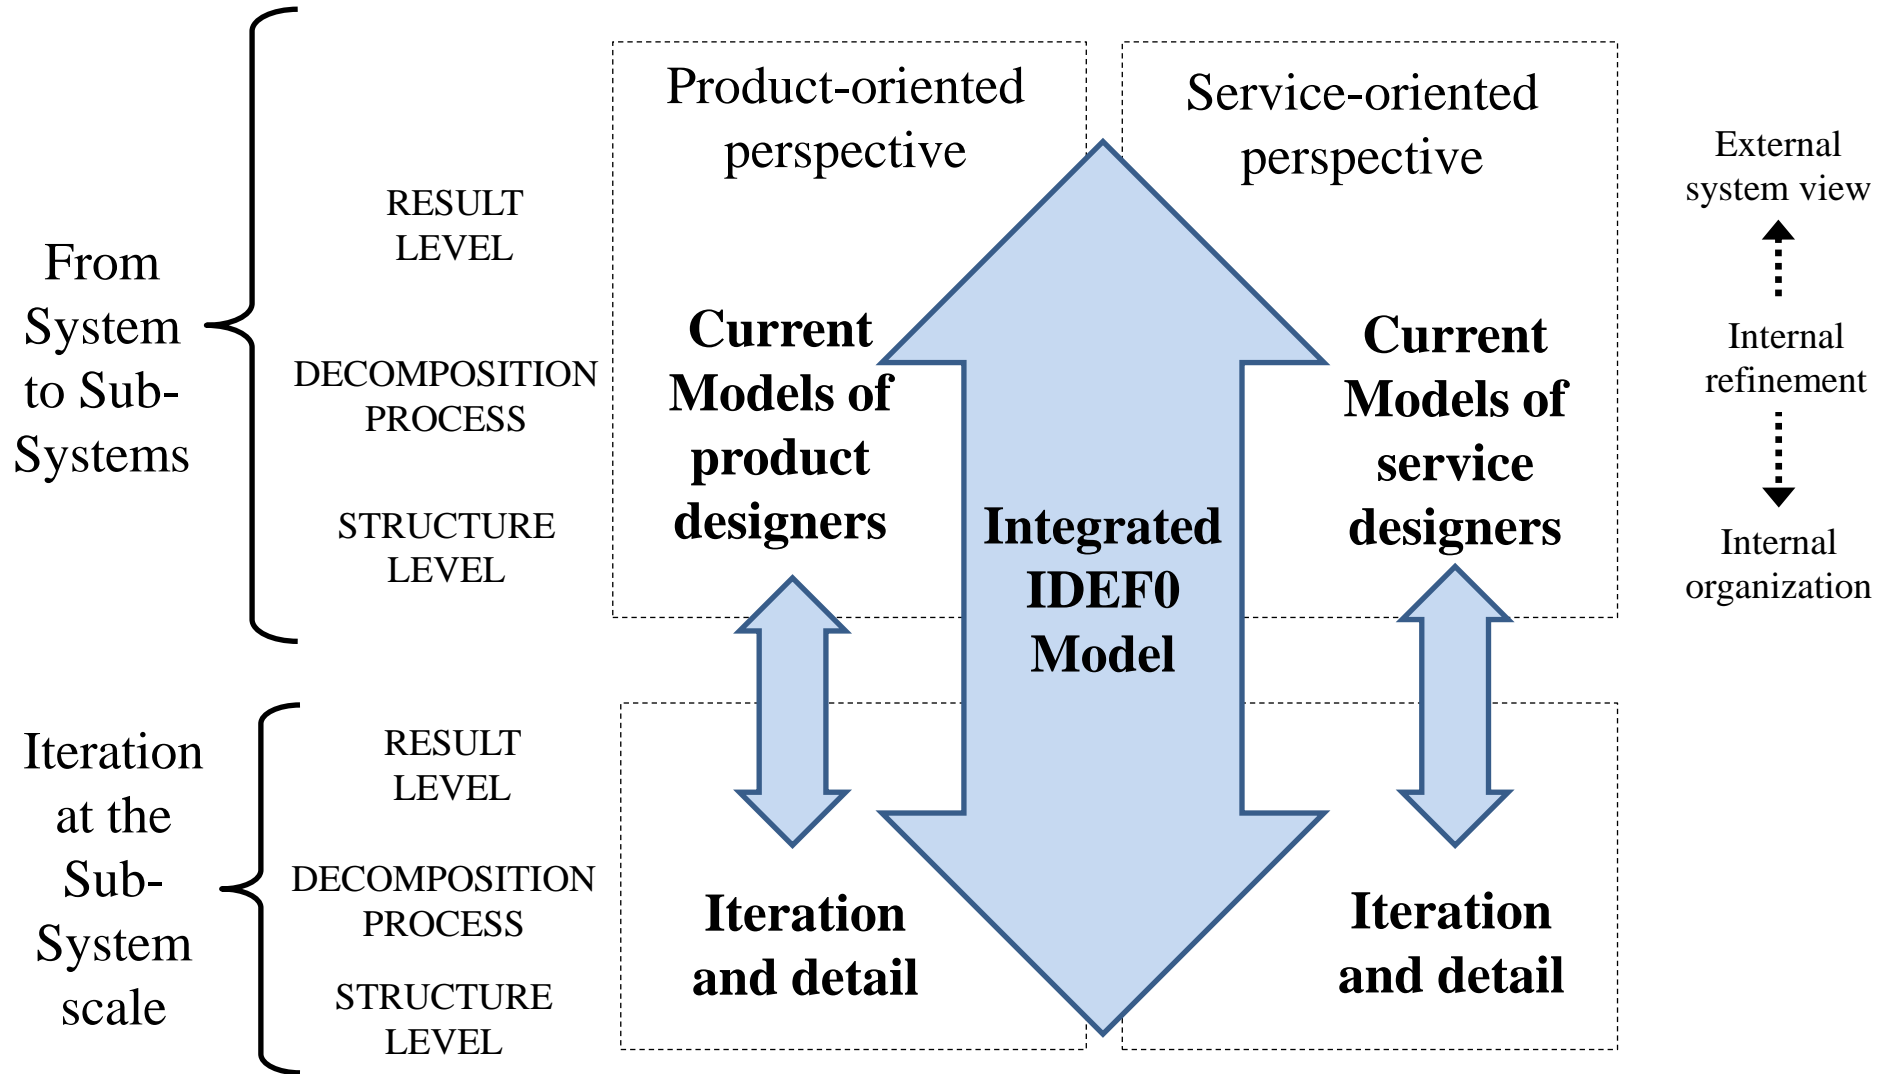 From
System
to Sub-
Systems
RESULT
LEVEL
DECOMPOSITION
PROCESS
STRUCTURE
LEVEL
Product-oriented
perspective
Current
Models of
product
designers
Service-oriented
perspective
Current
Models of
service
designers
Integrated
IDEF0
Model
External
system view
Internal
refinement
Internal
organization
Iteration
at the
Sub-
System
scale
RESULT
LEVEL
DECOMPOSITION
PROCESS
STRUCTURE
LEVEL
Iteration
and detail
Iteration
and detail